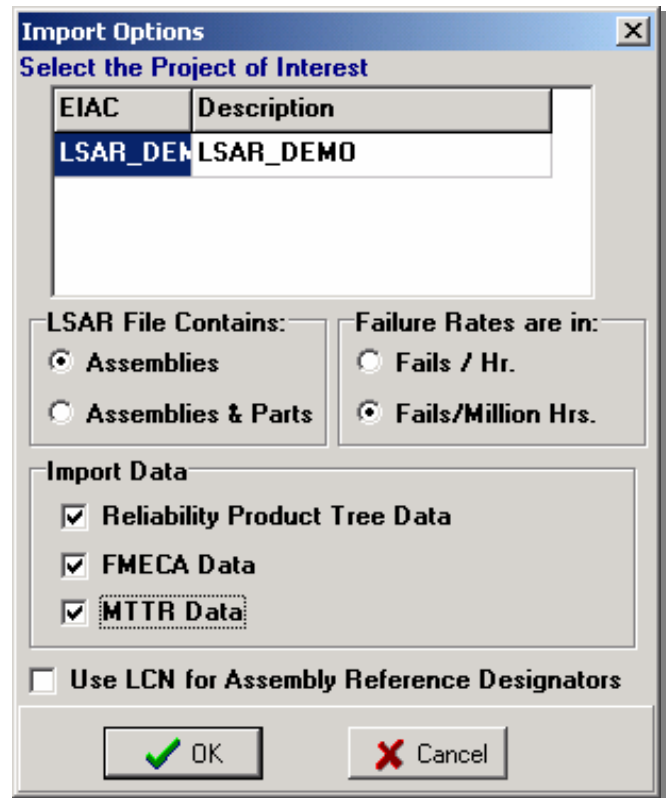 Import Options
Select the Project of Interest
EIAC Description
LSAR_DEM LSAR_DEMO
LSAR File Contains:
Assemblies
Assemblies & Parts
Failure Rates are in:
Fails / Hr.
Fails/Million Hrs.
Import Data
Reliability Product Tree Data
FMECA Data
MTTR Data
Use LCN for Assembly Reference Designators
OK Cancel